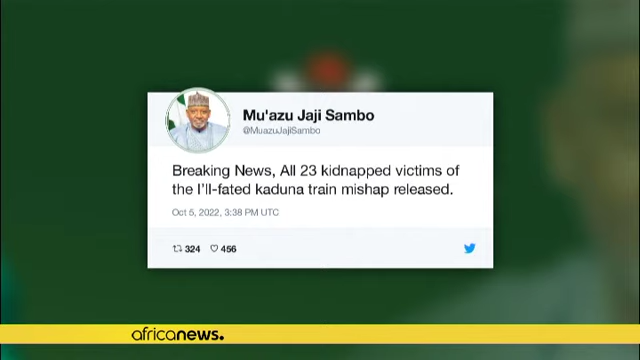 Mu'azu Jaji Sambo
@MuazuJajiSambo
Breaking News, All 23 kidnapped victims of
the I'll-fated kaduna train mishap released.
Oct 5, 2022, 3:38 PM UTC
324 456
africanews.